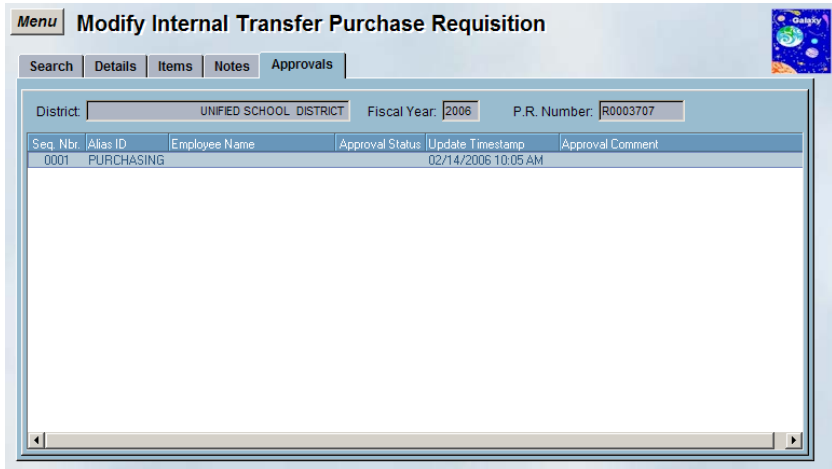 Menu Modify Internal Transfer Purchase Requisition
Galaxy
Search Details Items Notes Approvals
District: UNIFIED SCHOOL DISTRICT Fiscal Year: 2006 P.R. Number: R0003707
Seq. Nbr. Alias ID Employee Name Approval Status Update Timestamp Approval Comment
0001 PURCHASING 02/14/2006 10:05 AM